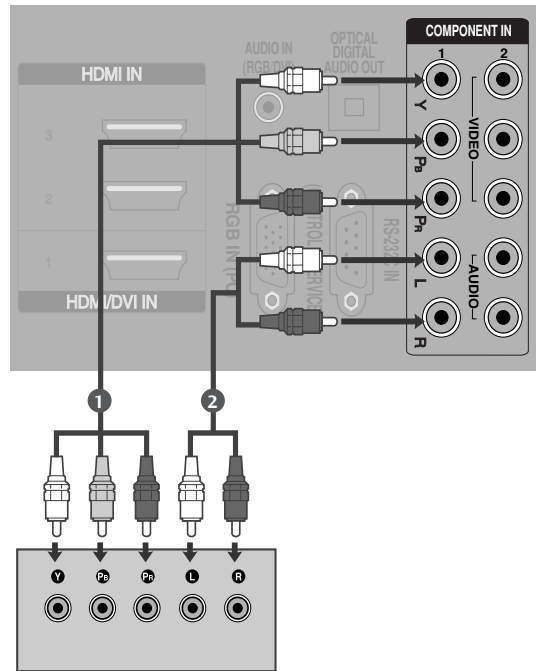 COMPONENT IN
1 2
AUDIO IN
(RGB/DVI)
OPTICAL
DIGITAL
AUDIO OUT
HDMI IN
3
2
1
HDMI/DVI IN
RGB IN (PC
RS-232C IN
VIDEO
AUDIO
Y
PB
PR
L
R
1
2
Y PB PR L R